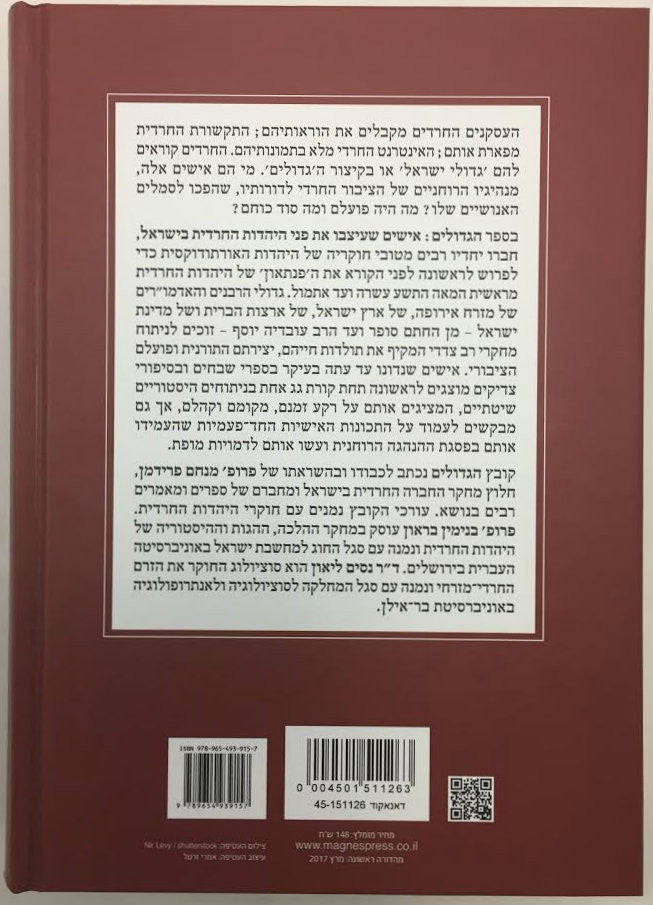 העסקנים החרדים מקבלים את הוראותיהם; התקשורת החרדית
מפארת אותם; האינטרנט החרדי מלא בתמונותיהם. החרדים קוראים
להם 'גדולי ישראל' או בקיצור ה'גדולים'. מי הם אישים אלה,
מנהיגיו הרוחניים של הציבור החרדי לדורותיו, שהפכו לסמלים
האנושיים שלו? מה היה פועלם ומה סוד כוחם?
בספר הגדולים: אישים שעיצבו את פני היהדות החרדית בישראל,
חברו יחדיו רבים מטובי חוקריה של היהדות האורתודוקסית כדי
לפרוש לראשונה לפני הקורא את ה'פנתאון' של היהדות החרדית
מראשית המאה התשע עשרה ועד אתמול. גדולי הרבנים והאדמו״רים
של מזרח אירופה, של ארץ ישראל, של ארצות הברית ושל מדינת
ישראל – מן החתם סופר ועד הרב עובדיה יוסף – זוכים לניתוח
מחקרי רב צדדי המקיף את תולדות חייהם, יצירתם התורנית ופועלם
הציבורי. אישים שנדונו עד עתה בעיקר בספרי שבחים ובסיפורי
צדיקים מוצגים לראשונה תחת קורת גג אחת בניתוחים היסטוריים
שיטתיים, המציגים אותם על רקע זמנם, מקומם וקהלם, אך גם
מבקשים לעמוד על התכונות האישיות החד־פעמיות שהעמידו
אותם בפסגת ההנהגה הרוחנית ועשו אותם לדמויות מופת.
קובץ הגדולים נכתב לכבודו ובהשראתו של פרופ' מנחם פרידמן,
חלוץ מחקר החברה החרדית בישראל ומחברם של ספרים ומאמרים
רבים בנושא. עורכי הקובץ נמנים עם חוקרי היהדות החרדית.
פרופ' בנימין בראון עוסק במחקר ההלכה, ההגות וההיסטוריה של
היהדות החרדית ונמנה עם סגל החוג למחשבת ישראל באוניברסיטה
העברית בירושלים. ד״ר נסים ליאון הוא סוציולוג החוקר את הזרם
החרדי־מזרחי ונמנה עם סגל המחלקה לסוציולוגיה ולאנתרופולוגיה
באוניברסיטת בר־אילן.
ISBN 978-965-493-915-7
9 789654 939157
0 004501 511263
דאנאקוד 45-151126
מחיר מומלץ: 148 ש״ח
www.magnespress.co.il
מהדורה ראשונה: מרץ 2017
צילום העטיפה: Nir Levy / shutterstock
עיצוב העטיפה: אמרי זרטל